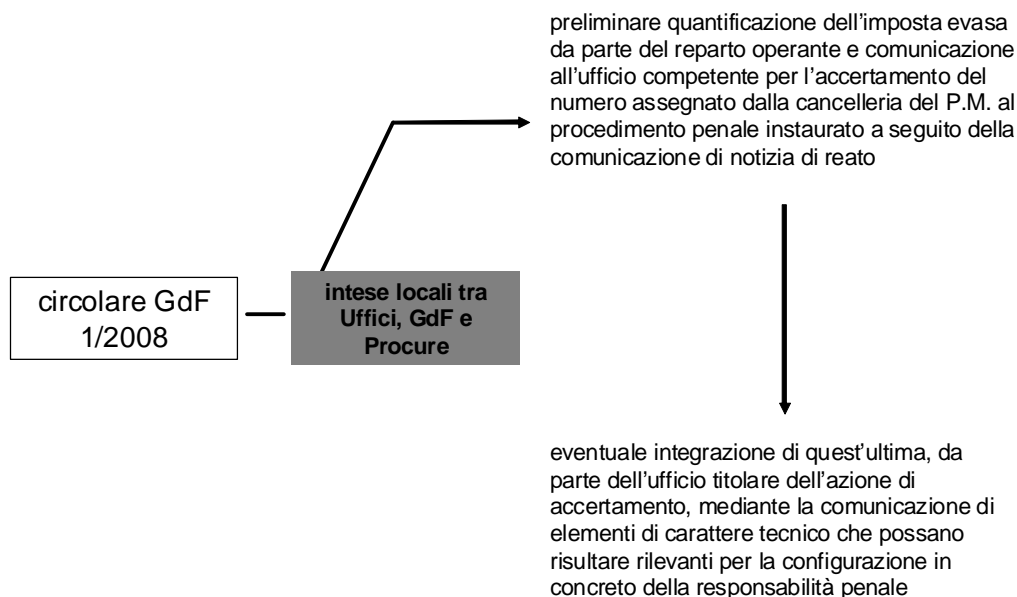 preliminare quantificazione dell'imposta evasa
da parte del reparto operante e comunicazione
all'ufficio competente per l'accertamento del
numero assegnato dalla cancelleria del P.M. al
procedimento penale instaurato a seguito della
comunicazione di notizia di reato
circolare GdF
1/2008
intese locali tra
Uffici, GdF e
Procure
eventuale integrazione di quest'ultima, da
parte dell'ufficio titolare dell'azione di
accertamento, mediante la comunicazione di
elementi di carattere tecnico che possano
risultare rilevanti per la configurazione in
concreto della responsabilità penale